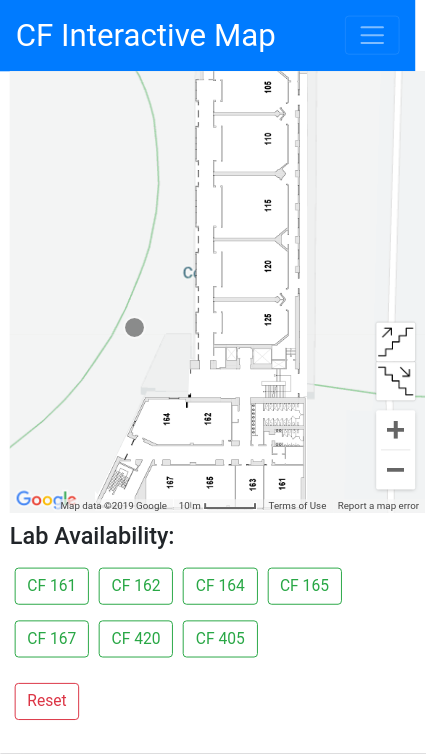 CF Interactive Map
105
110
115
120
125
164
162
167
165
163
161
Google
Map data ©2019 Google
10 m
Terms of Use
Report a map error
Lab Availability:
CF 161
CF 162
CF 164
CF 165
CF 167
CF 420
CF 405
Reset